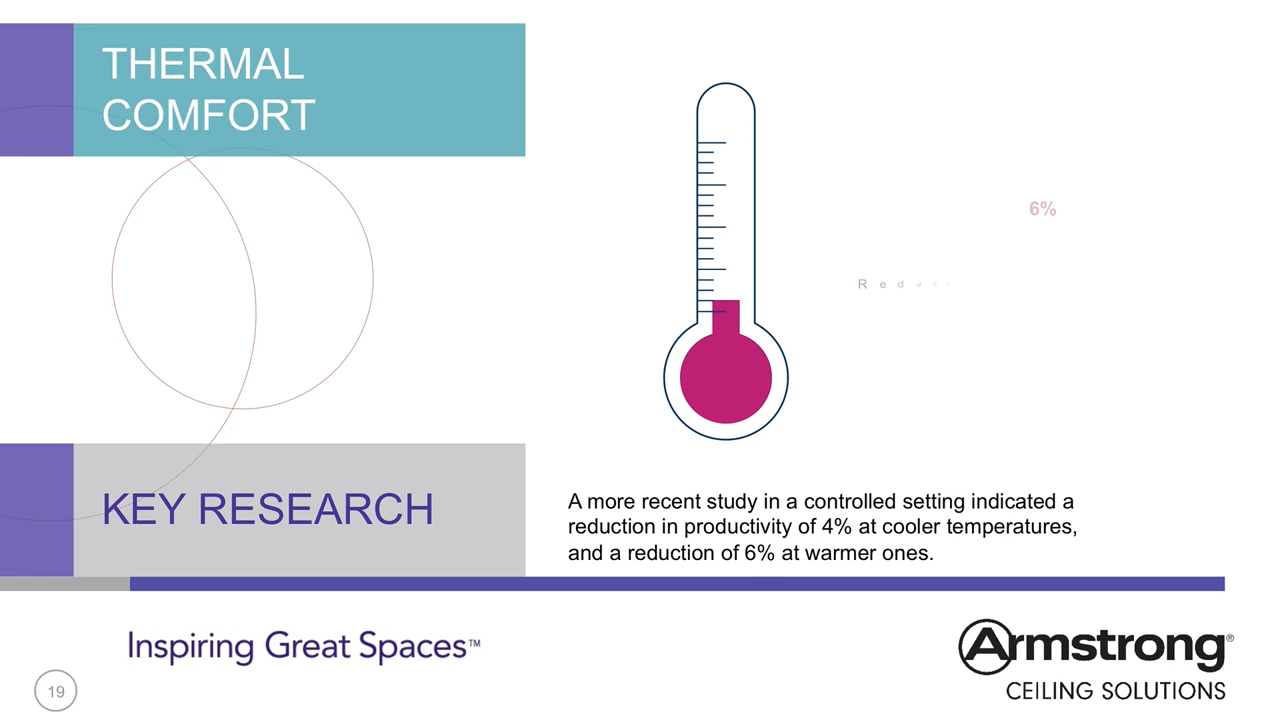 THERMAL
COMFORT
6%
R e d u
KEY RESEARCH
A more recent study in a controlled setting indicated a
reduction in productivity of 4% at cooler temperatures,
and a reduction of 6% at warmer ones.
Inspiring Great Spaces™
Armstrong®
CEILING SOLUTIONS
19